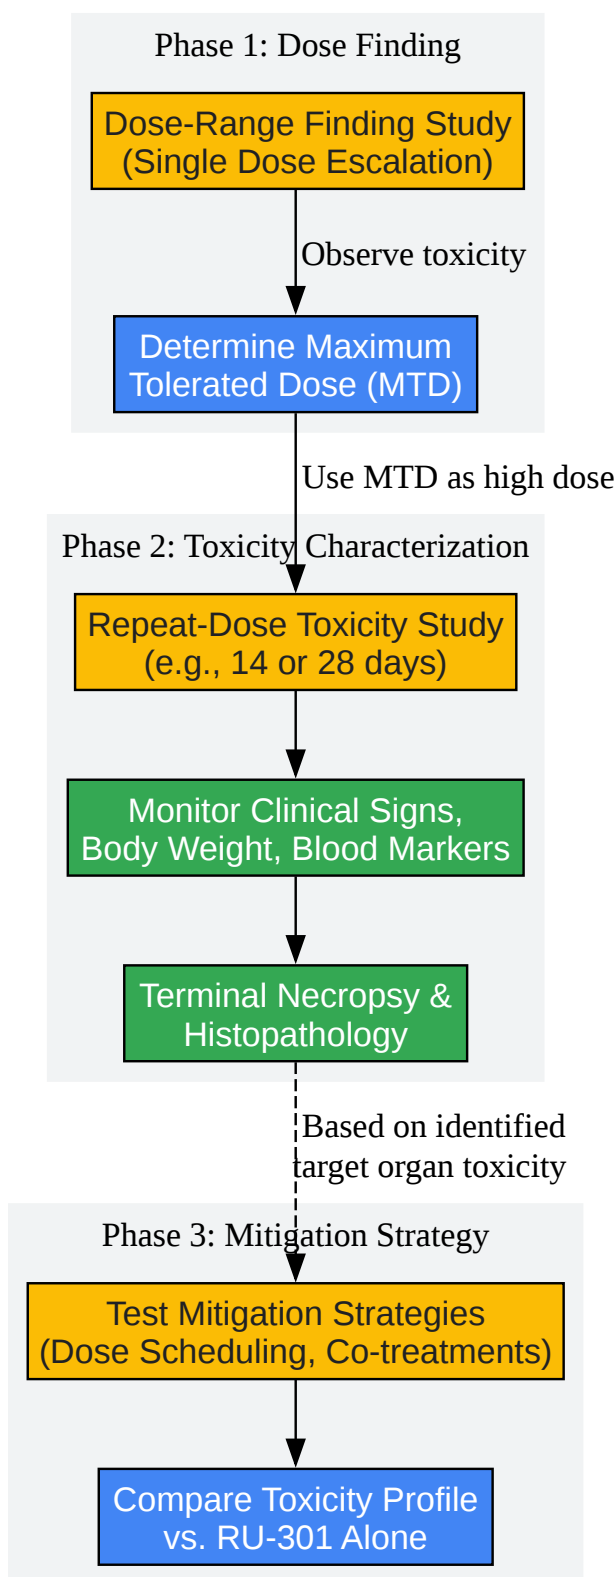 Phase 1: Dose Finding
Dose-Range Finding Study
(Single Dose Escalation)
Observe toxicity
Determine Maximum
Tolerated Dose (MTD)
Use MTD as high dose
Phase 2: Toxicity Characterization
Repeat-Dose Toxicity Study
(e.g., 14 or 28 days)
Monitor Clinical Signs,
Body Weight, Blood Markers
Terminal Necropsy &
Histopathology
Based on identified
target organ toxicity
Phase 3: Mitigation Strategy
Test Mitigation Strategies
(Dose Scheduling, Co-treatments)
Compare Toxicity Profile
vs. RU-301 Alone